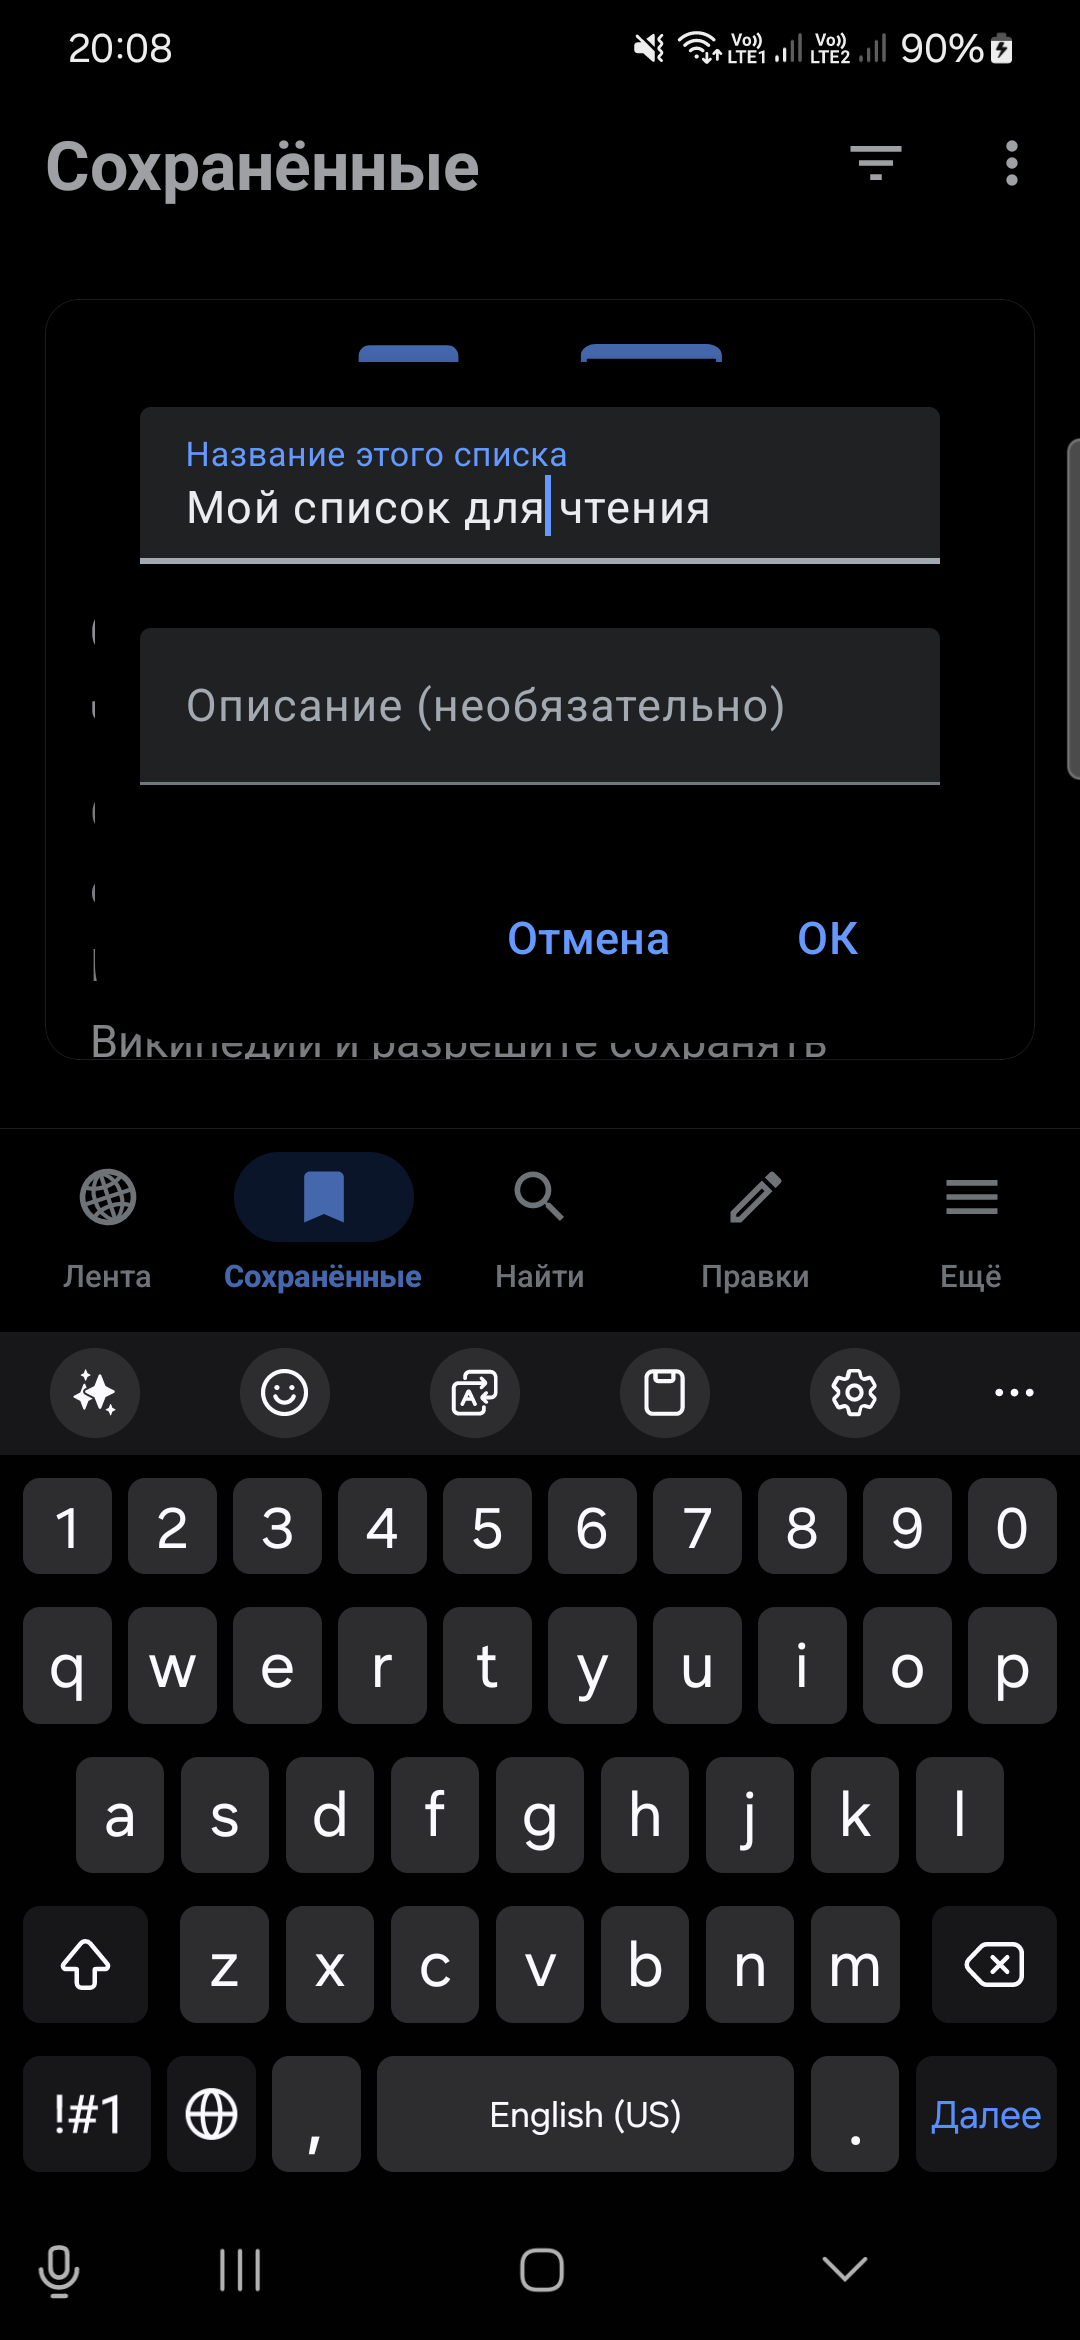 20:08
Vo)) LTE1 Vo)) LTE2 90%
Сохранённые
Название этого списка
Мой список для чтения
Описание (необязательно)
Отмена ОК
Википедии и разрешите сохранять
Лента Сохранённые Найти Правки Ещё
1 2 3 4 5 6 7 8 9 0
q w e r t y u i o p
a s d f g h j k l
z x c v b n m
!#1 , English (US) . Далее